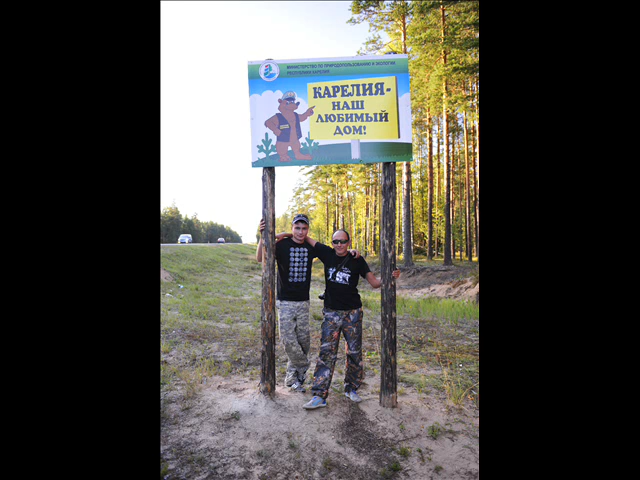 МИНИСТЕРСТВО ПО ПРИРОДОПОЛЬЗОВАНИЮ И ЭКОЛОГИИ
РЕСПУБЛИКИ КАРЕЛИЯ
КАРЕЛИЯ-
НАШ
ЛЮБИМЫЙ
ДОМ!